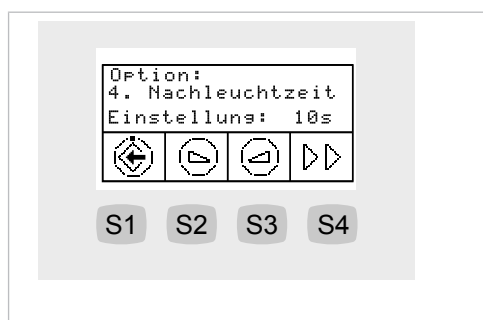 Option:
4. Nachleuchtzeit
Einstellung: 10s
S1 S2 S3 S4